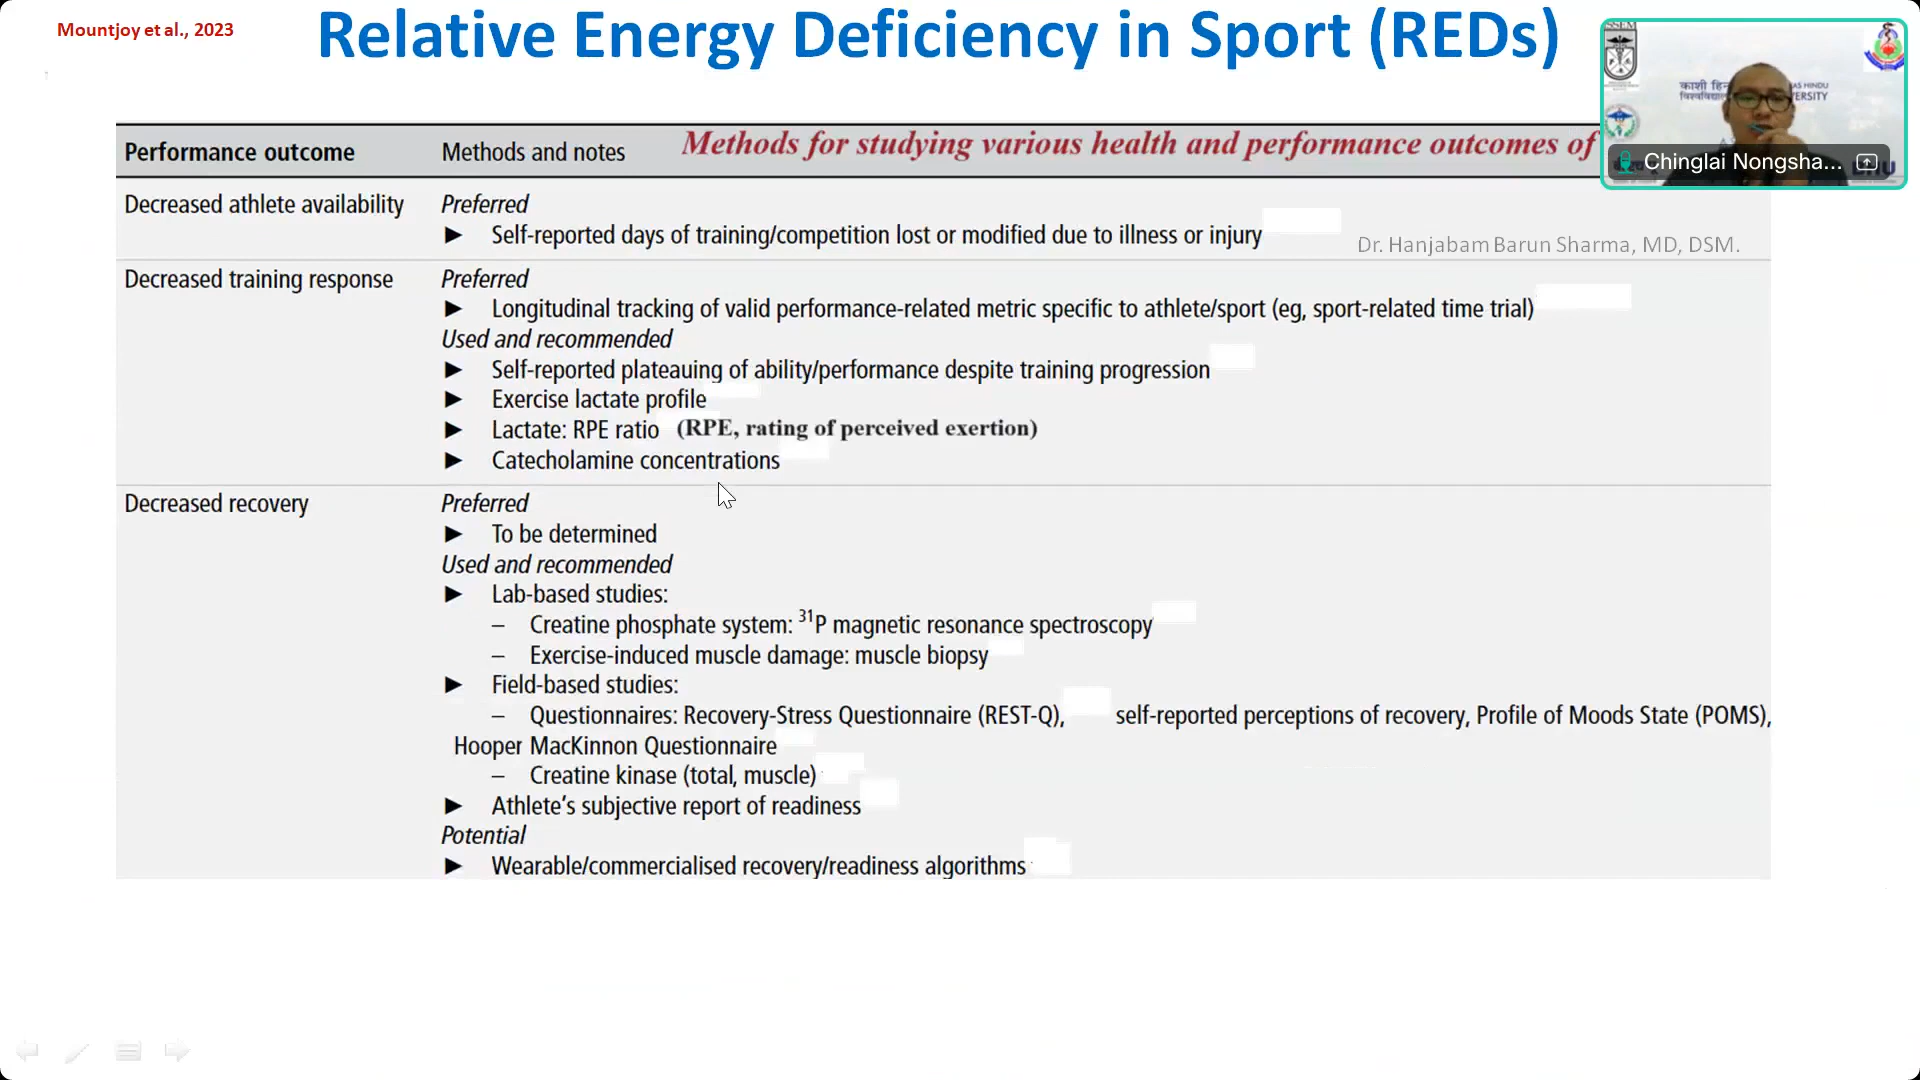 Mountjoy et al., 2023
Relative Energy Deficiency in Sport (REDs)
Performance outcome
Methods and notes
Methods for studying various health and performance outcomes of
Chinglai Nongsha...
Decreased athlete availability
Preferred
► Self-reported days of training/competition lost or modified due to illness or injury
Dr. Hanjabam Barun Sharma, MD, DSM.
Decreased training response
Preferred
► Longitudinal tracking of valid performance-related metric specific to athlete/sport (eg, sport-related time trial)
Used and recommended
► Self-reported plateauing of ability/performance despite training progression
► Exercise lactate profile
► Lactate: RPE ratio (RPE, rating of perceived exertion)
► Catecholamine concentrations
Decreased recovery
Preferred
► To be determined
Used and recommended
► Lab-based studies:
– Creatine phosphate system: ³¹P magnetic resonance spectroscopy
– Exercise-induced muscle damage: muscle biopsy
► Field-based studies:
– Questionnaires: Recovery-Stress Questionnaire (REST-Q), self-reported perceptions of recovery, Profile of Moods State (POMS),
Hooper MacKinnon Questionnaire
– Creatine kinase (total, muscle)
► Athlete's subjective report of readiness
Potential
► Wearable/commercialised recovery/readiness algorithms